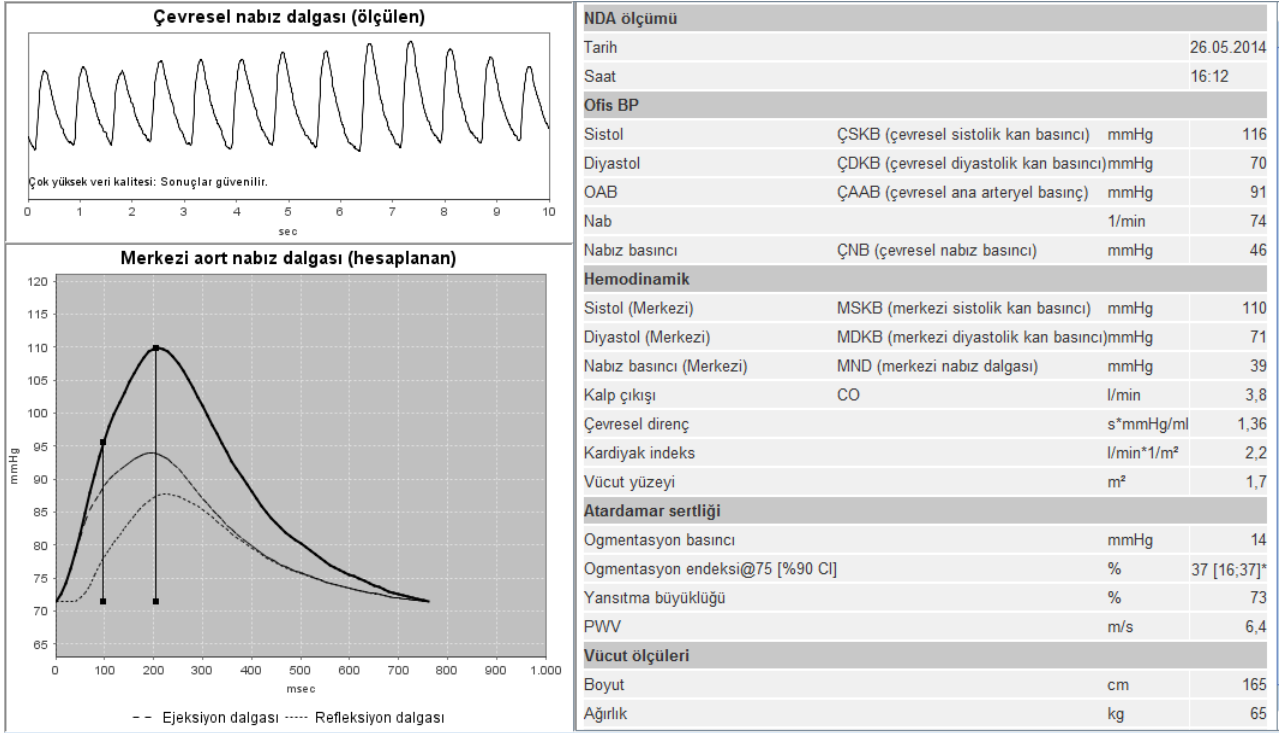 Çevresel nabız dalgası (ölçülen)
Çok yüksek veri kalitesi: Sonuçlar güvenilir.
0 1 2 3 4 5 6 7 8 9 10
sec
Merkezi aort nabız dalgası (hesaplanan)
120
115
110
105
100
95
90
85
80
75
70
65
mmHg
0 100 200 300 400 500 600 700 800 900 1.000
msec
Ejeksiyon dalgası Refleksiyon dalgası
NDA ölçümü
Tarih 26.05.2014
Saat 16:12
Ofis BP
Sistol ÇSKB (çevresel sistolik kan basıncı) mmHg 116
Diyastol ÇDKB (çevresel diyastolik kan basıncı)mmHg 70
OAB ÇAAB (çevresel ana arteryel basınç) mmHg 91
Nab 1/min 74
Nabız basıncı ÇNB (çevresel nabız basıncı) mmHg 46
Hemodinamik
Sistol (Merkezi) MSKB (merkezi sistolik kan basıncı) mmHg 110
Diyastol (Merkezi) MDKB (merkezi diyastolik kan basıncı)mmHg 71
Nabız basıncı (Merkezi) MND (merkezi nabız dalgası) mmHg 39
Kalp çıkışı CO l/min 3,8
Çevresel direnç s*mmHg/ml 1,36
Kardiyak indeks l/min*1/m² 2,2
Vücut yüzeyi m² 1,7
Atardamar sertliği
Ogmentasyon basıncı mmHg 14
Ogmentasyon endeksi@75 [%90 CI] % 37 [16;37]*
Yansıtma büyüklüğü % 73
PWV m/s 6,4
Vücut ölçüleri
Boyut cm 165
Ağırlık kg 65